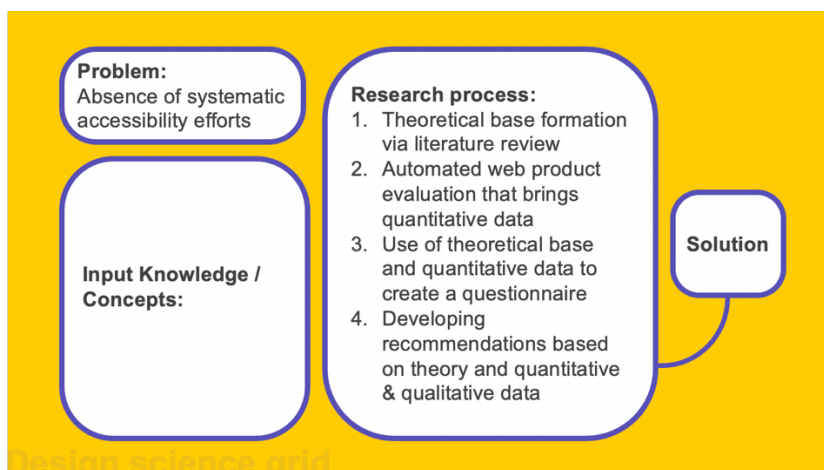 Problem:
Absence of systematic
accessibility efforts
Input Knowledge /
Concepts:
Research process:
1. Theoretical base formation
via literature review
2. Automated web product
evaluation that brings
quantitative data
3. Use of theoretical base
and quantitative data to
create a questionnaire
4. Developing
recommendations based
on theory and quantitative
& qualitative data
Solution
Design science grid